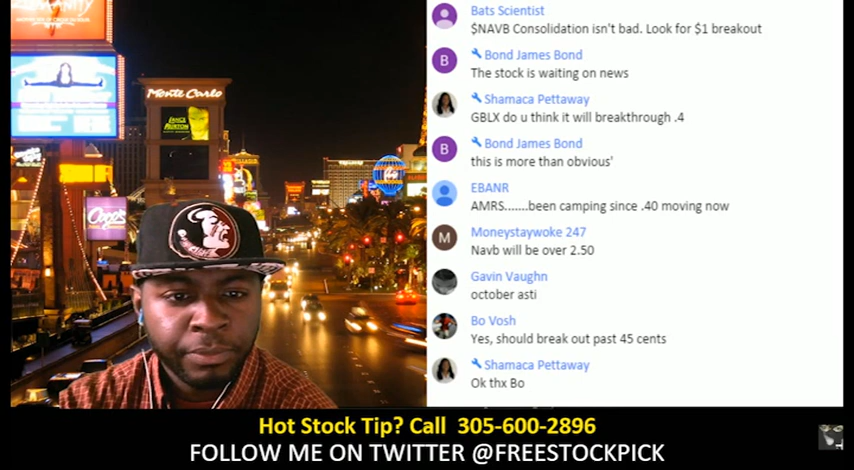 Monte Carlo
LANCE
BURTON
Bats Scientist
$NAVB Consolidation isn't bad. Look for $1 breakout
B
Bond James Bond
The stock is waiting on news
Shamaca Pettaway
GBLX do u think it will breakthrough .4
B
Bond James Bond
this is more than obvious'
EBANR
AMRS.......been camping since .40 moving now
M
Moneystaywoke 247
Navb will be over 2.50
Gavin Vaughn
october asti
Bo Vosh
Yes, should break out past 45 cents
Shamaca Pettaway
Ok thx Bo
Hot Stock Tip? Call 305-600-2896
FOLLOW ME ON TWITTER @FREESTOCKPICK